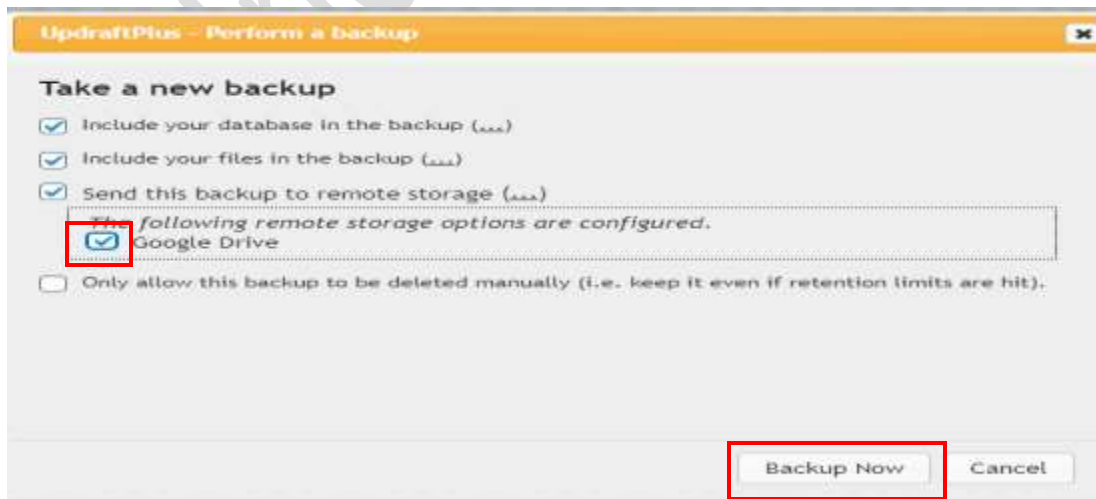 UpdraftPlus - Perform a backup
Take a new backup
Include your database in the backup (...)
Include your files in the backup (...)
Send this backup to remote storage (...)
The following remote storage options are configured.
Google Drive
Only allow this backup to be deleted manually (i.e. keep it even if retention limits are hit).
Backup Now
Cancel